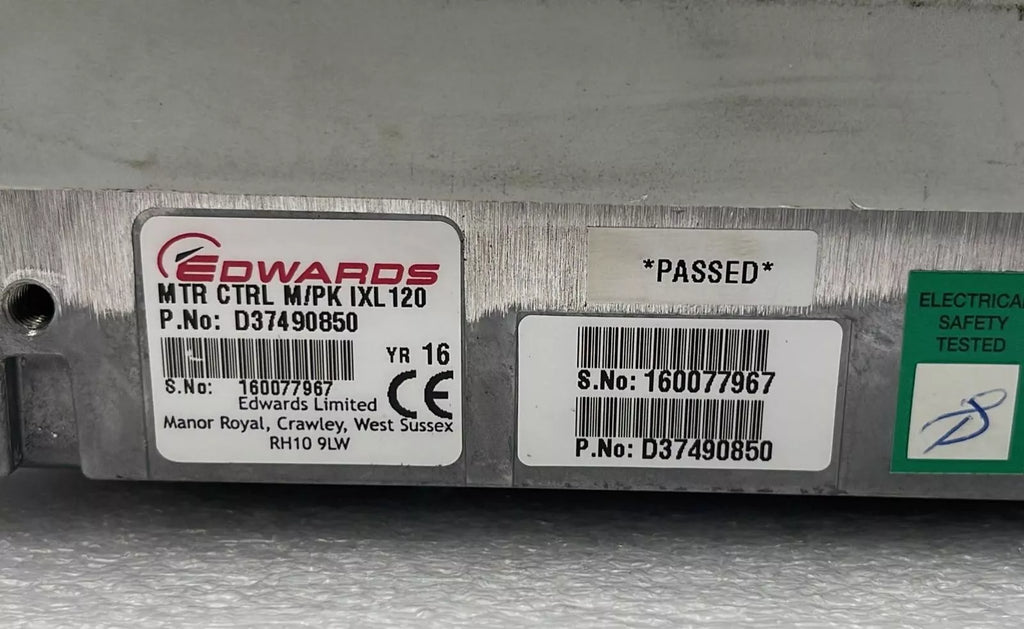 EDWARDS
MTR CTRL M/PK IXL120
P.No: D37490850
YR 16
S.No: 160077967
CE
Edwards Limited
Manor Royal, Crawley, West Sussex
RH10 9LW
*PASSED*
S.No: 160077967
P.No: D37490850
ELECTRICAL
SAFETY
TESTED